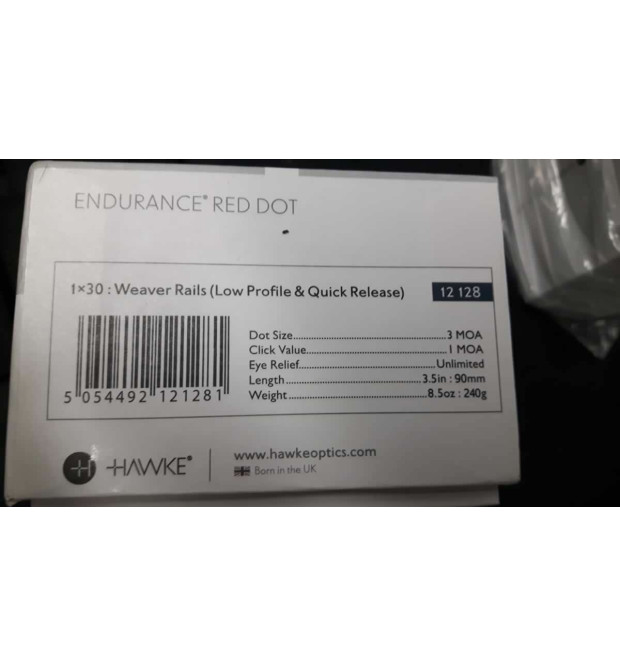 ENDURANCE® RED DOT
1×30 : Weaver Rails (Low Profile & Quick Release) 12 128
Dot Size.......................................3 MOA
Click Value....................................1 MOA
Eye Relief.....................................Unlimited
Length...................................3.5in : 90mm
Weight...................................8.5oz : 240g
5 054492 121281
HAWKE®
www.hawkeoptics.com
Born in the UK